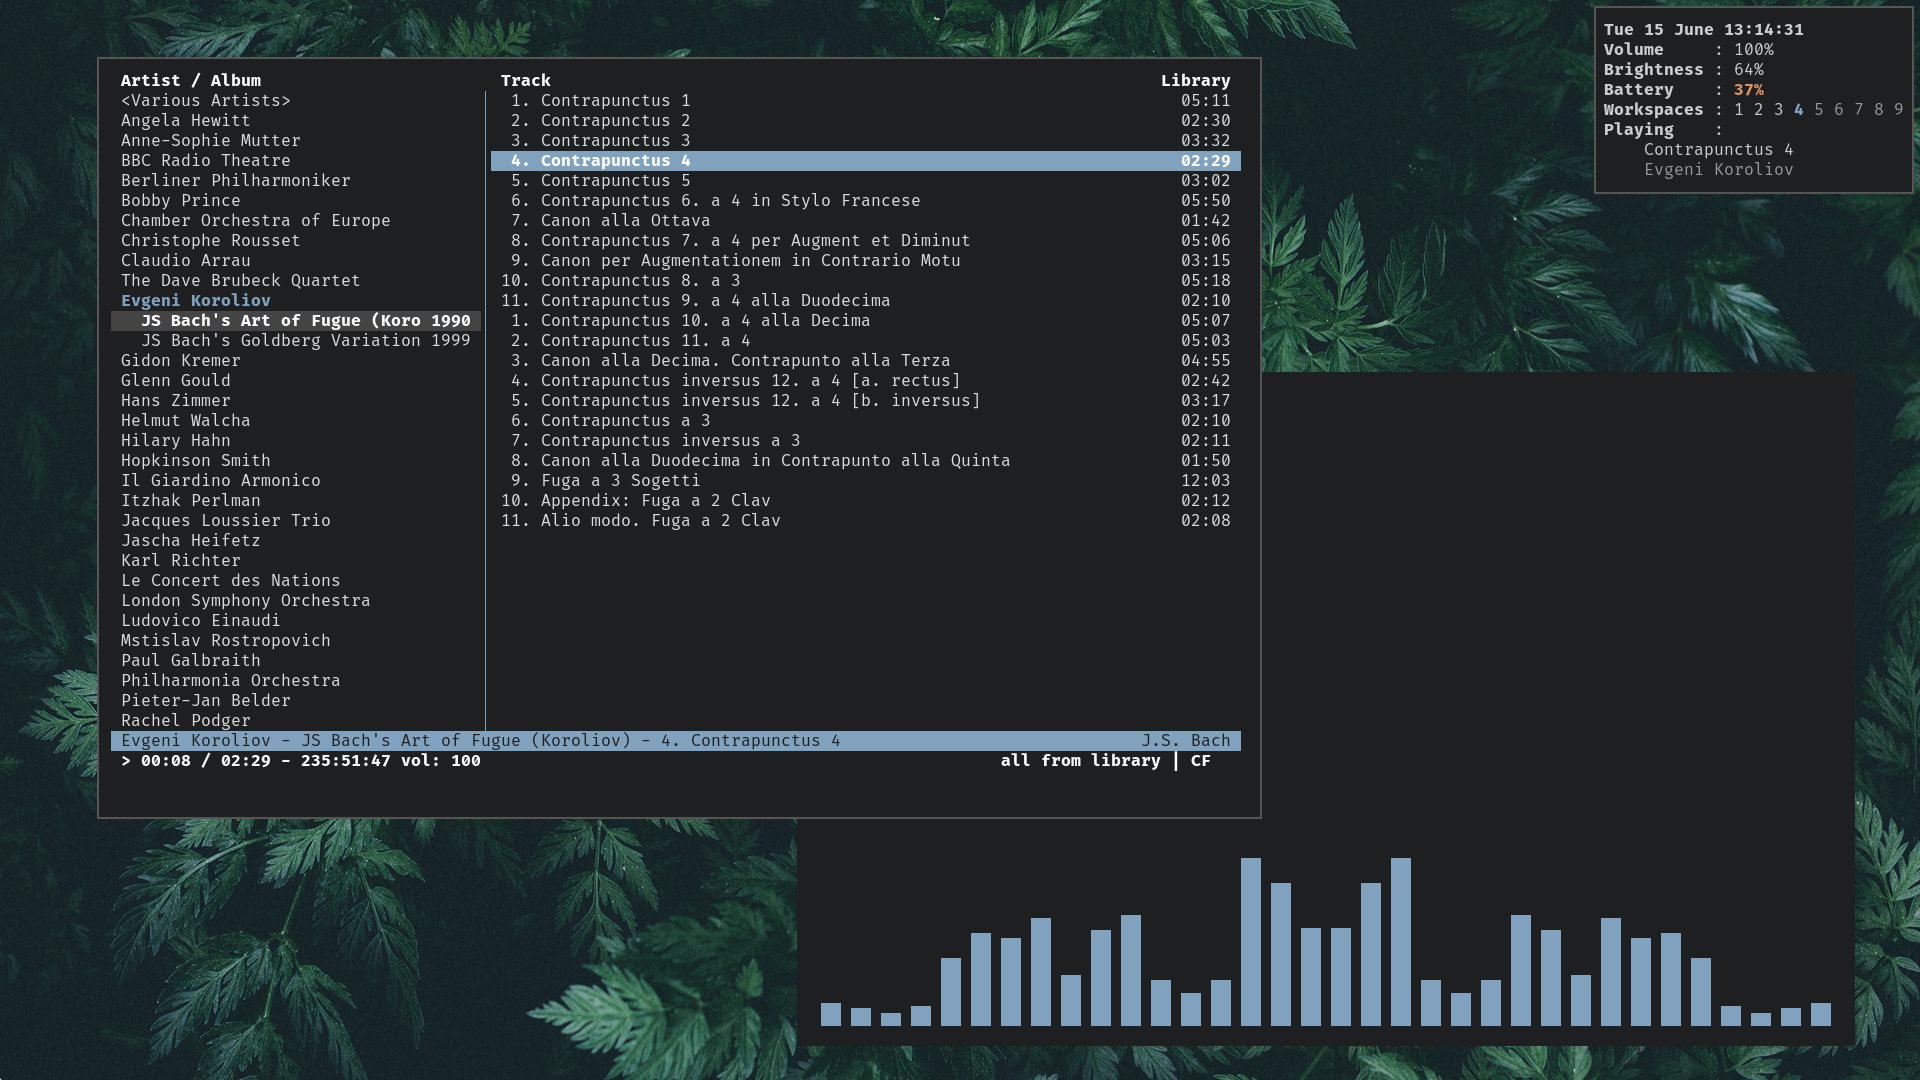 Artist / Album
<Various Artists>
Angela Hewitt
Anne-Sophie Mutter
BBC Radio Theatre
Berliner Philharmoniker
Bobby Prince
Chamber Orchestra of Europe
Christophe Rousset
Claudio Arrau
The Dave Brubeck Quartet
Evgeni Koroliov
JS Bach's Art of Fugue (Koro 1990
JS Bach's Goldberg Variation 1999
Gidon Kremer
Glenn Gould
Hans Zimmer
Helmut Walcha
Hilary Hahn
Hopkinson Smith
Il Giardino Armonico
Itzhak Perlman
Jacques Loussier Trio
Jascha Heifetz
Karl Richter
Le Concert des Nations
London Symphony Orchestra
Ludovico Einaudi
Mstislav Rostropovich
Paul Galbraith
Philharmonia Orchestra
Pieter-Jan Belder
Rachel Podger
Track Library
1. Contrapunctus 1 05:11
2. Contrapunctus 2 02:30
3. Contrapunctus 3 03:32
4. Contrapunctus 4 02:29
5. Contrapunctus 5 03:02
6. Contrapunctus 6. a 4 in Stylo Francese 05:50
7. Canon alla Ottava 01:42
8. Contrapunctus 7. a 4 per Augment et Diminut 05:06
9. Canon per Augmentationem in Contrario Motu 03:15
10. Contrapunctus 8. a 3 05:18
11. Contrapunctus 9. a 4 alla Duodecima 02:10
1. Contrapunctus 10. a 4 alla Decima 05:07
2. Contrapunctus 11. a 4 05:03
3. Canon alla Decima. Contrapunto alla Terza 04:55
4. Contrapunctus inversus 12. a 4 [a. rectus] 02:42
5. Contrapunctus inversus 12. a 4 [b. inversus] 03:17
6. Contrapunctus a 3 02:10
7. Contrapunctus inversus a 3 02:11
8. Canon alla Duodecima in Contrapunto alla Quinta 01:50
9. Fuga a 3 Sogetti 12:03
10. Appendix: Fuga a 2 Clav 02:12
11. Alio modo. Fuga a 2 Clav 02:08
Evgeni Koroliov - JS Bach's Art of Fugue (Koroliov) - 4. Contrapunctus 4 J.S. Bach
> 00:08 / 02:29 - 235:51:47 vol: 100 all from library | CF
Tue 15 June 13:14:31
Volume : 100%
Brightness : 64%
Battery : 37%
Workspaces : 1 2 3 4 5 6 7 8 9
Playing :
Contrapunctus 4
Evgeni Koroliov